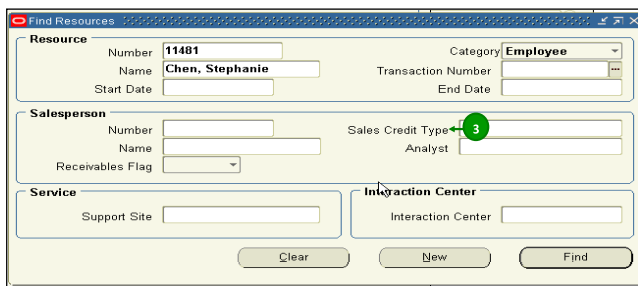 Find Resources
Resource
Number 11481 Category Employee
Name Chen, Stephanie Transaction Number
Start Date End Date
Salesperson
Number Sales Credit Type 3
Name Analyst
Receivables Flag
Service Interaction Center
Support Site Interaction Center
Clear New Find